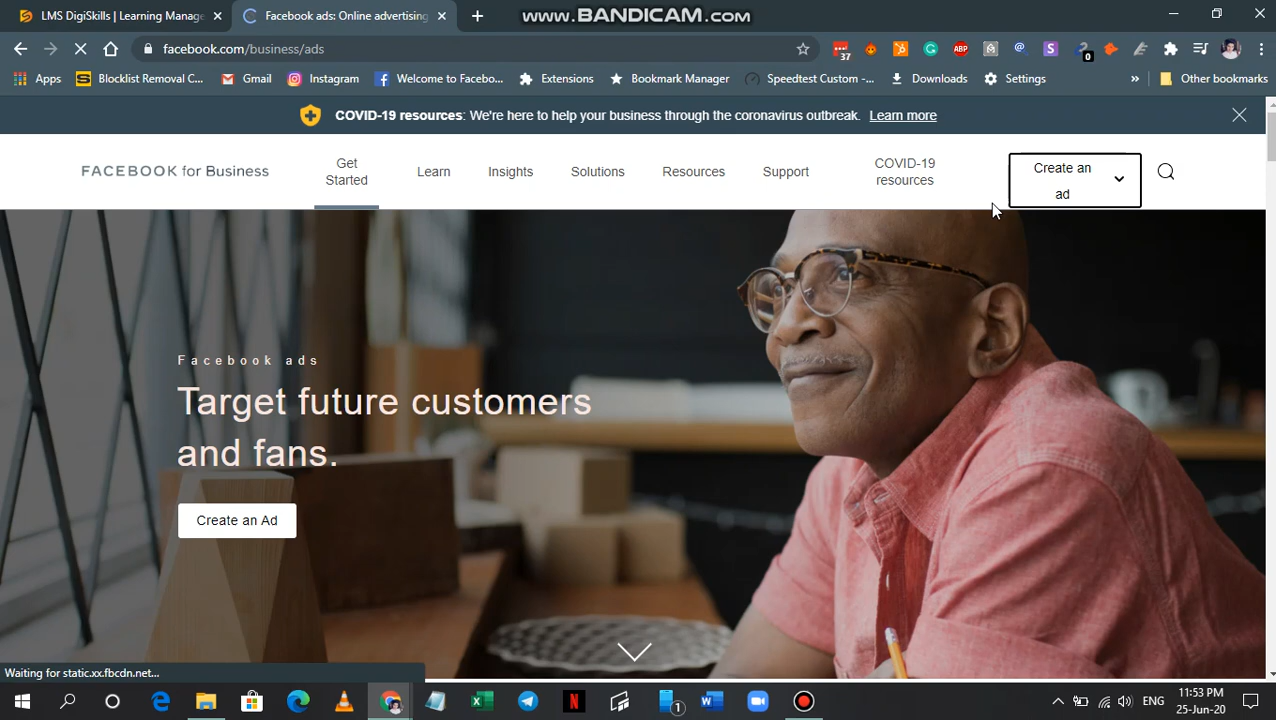 LMS DigiSkills | Learning Manage
Facebook ads: Online advertising
www.BANDICAM.com
facebook.com/business/ads
37
ABP
0
Apps
Blocklist Removal C...
Gmail
Instagram
Welcome to Facebo...
Extensions
Bookmark Manager
Speedtest Custom -...
Downloads
Settings
»
Other bookmarks
COVID-19 resources: We're here to help your business through the coronavirus outbreak. Learn more
FACEBOOK for Business
Get
Started
Learn
Insights
Solutions
Resources
Support
COVID-19
resources
Create an
ad
Facebook ads
Target future customers
and fans.
Create an Ad
Waiting for static.xx.fbcdn.net...
1
ENG
11:53 PM
25-Jun-20